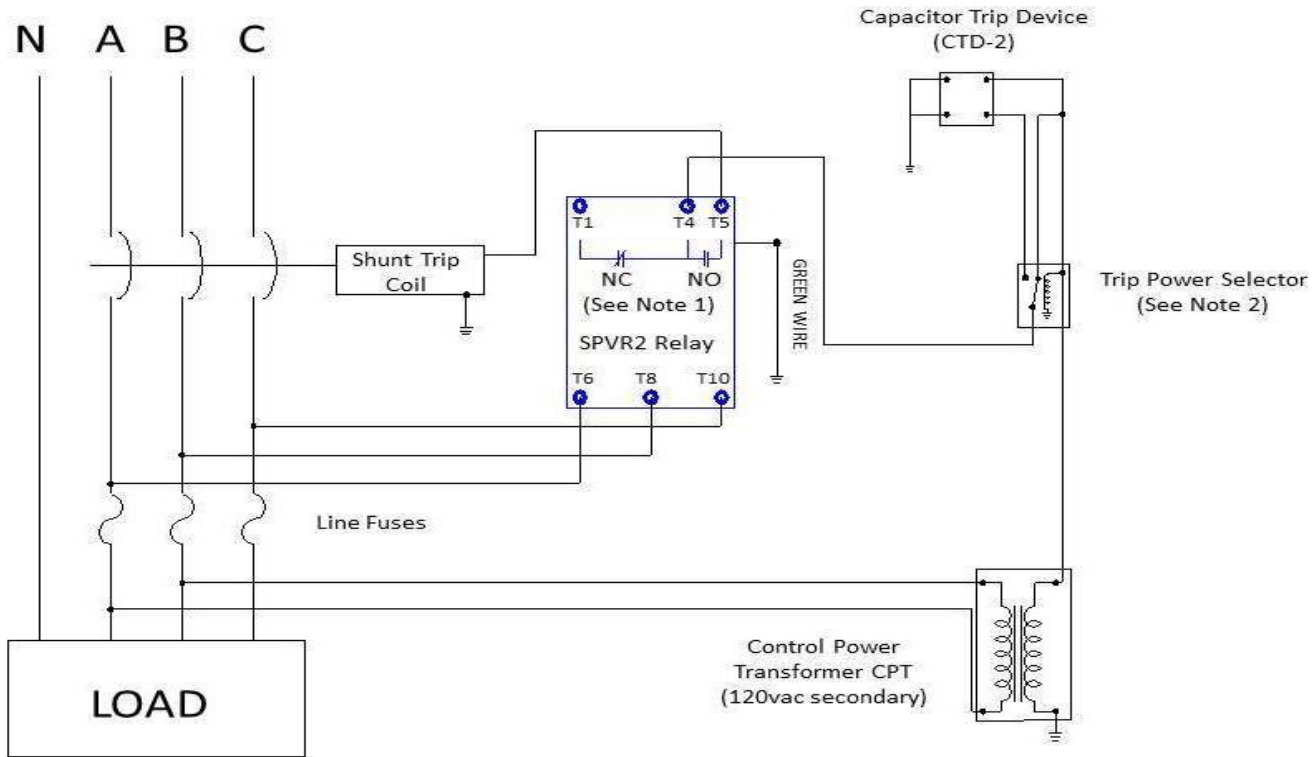 Capacitor Trip Device
(CTD-2)
N A B C
T1 T4 T5
Shunt Trip
Coil
NC NO
(See Note 1)
SPVR2 Relay
GREEN WIRE
Trip Power Selector
(See Note 2)
T6 T8 T10
Line Fuses
Control Power
Transformer CPT
(120vac secondary)
LOAD